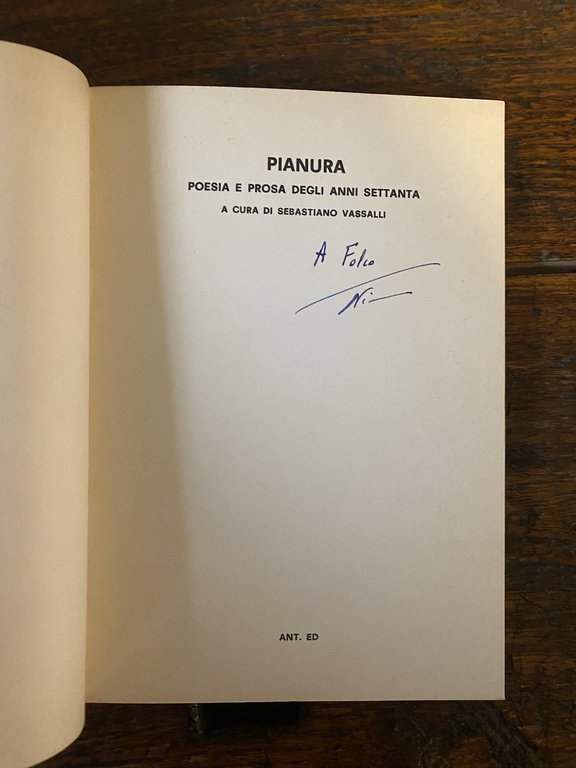 PIANURA
POESIA E PROSA DEGLI ANNI SETTANTA
A CURA DI SEBASTIANO VASSALLI
A Folco
ANT. ED